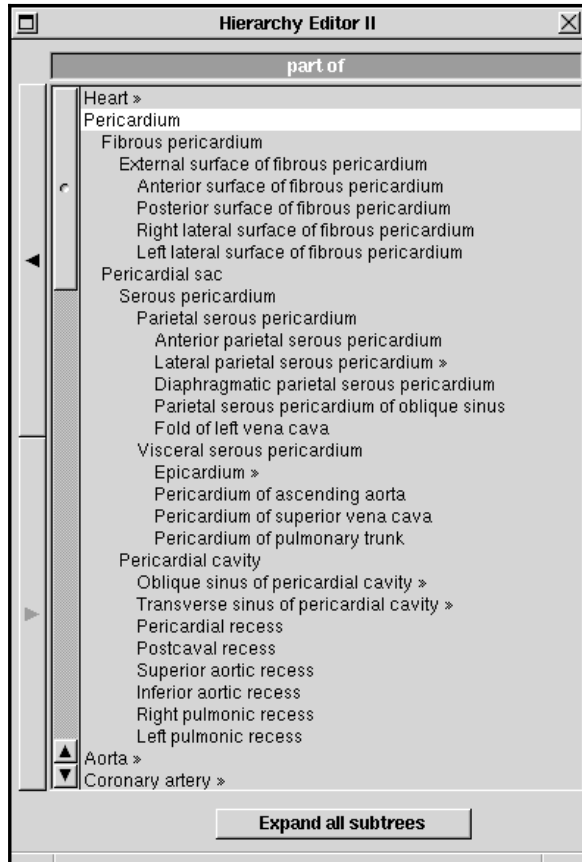 Hierarchy Editor II
part of
Heart »
Pericardium
Fibrous pericardium
External surface of fibrous pericardium
Anterior surface of fibrous pericardium
Posterior surface of fibrous pericardium
Right lateral surface of fibrous pericardium
Left lateral surface of fibrous pericardium
Pericardial sac
Serous pericardium
Parietal serous pericardium
Anterior parietal serous pericardium
Lateral parietal serous pericardium »
Diaphragmatic parietal serous pericardium
Parietal serous pericardium of oblique sinus
Fold of left vena cava
Visceral serous pericardium
Epicardium »
Pericardium of ascending aorta
Pericardium of superior vena cava
Pericardium of pulmonary trunk
Pericardial cavity
Oblique sinus of pericardial cavity »
Transverse sinus of pericardial cavity »
Pericardial recess
Postcaval recess
Superior aortic recess
Inferior aortic recess
Right pulmonic recess
Left pulmonic recess
Aorta »
Coronary artery »
Expand all subtrees